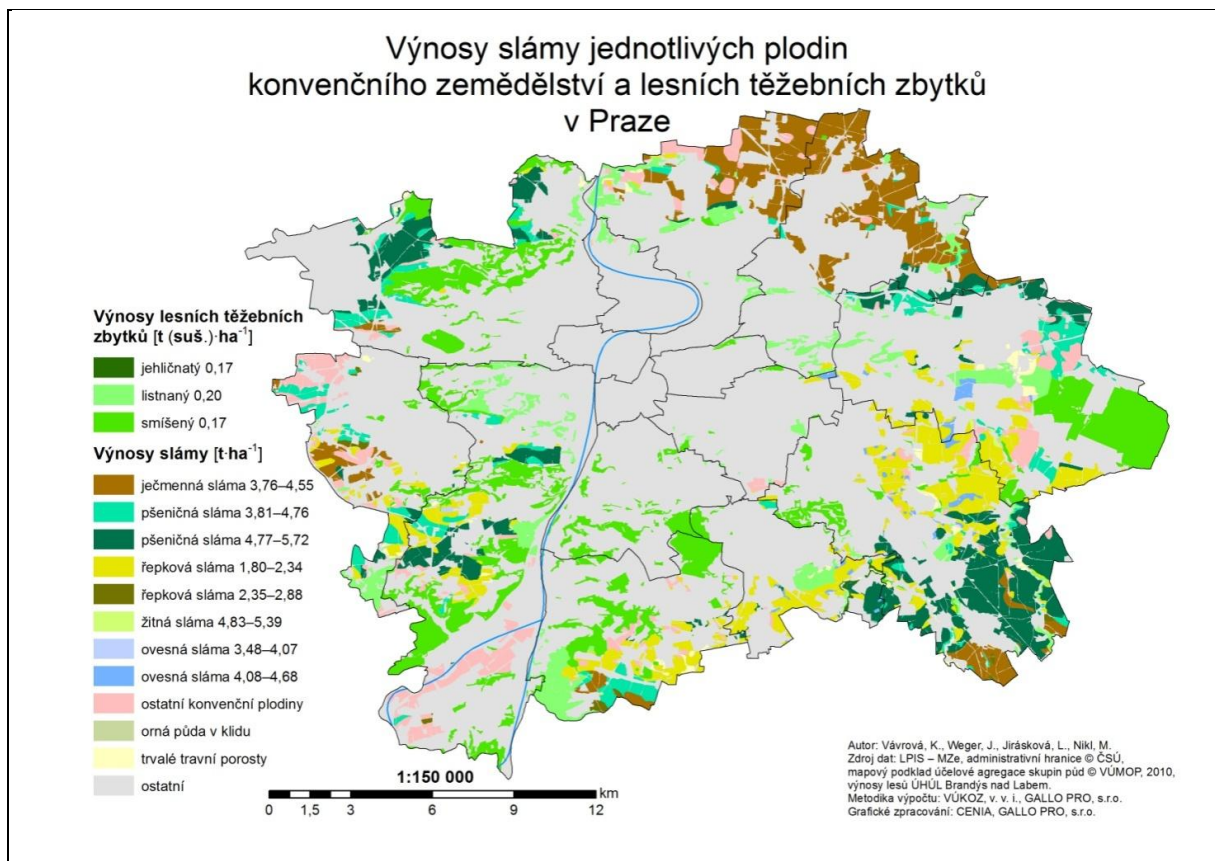 Výnosy slámy jednotlivých plodin
konvenčního zemědělství a lesních těžebních zbytků
v Praze
Výnosy lesních těžebních
zbytků [t (suš.)·ha⁻¹]
jehličnatý 0,17
listnaný 0,20
smíšený 0,17
Výnosy slámy [t·ha⁻¹]
ječmenná sláma 3,76–4,55
pšeničná sláma 3,81–4,76
pšeničná sláma 4,77–5,72
řepková sláma 1,80–2,34
řepková sláma 2,35–2,88
žitná sláma 4,83–5,39
ovesná sláma 3,48–4,07
ovesná sláma 4,08–4,68
ostatní konvenční plodiny
orná půda v klidu
trvalé travní porosty
ostatní
1:150 000
km
0 1,5 3 6 9 12
Autor: Vávrová, K., Weger, J., Jirásková, L., Nikl, M.
Zdroj dat: LPIS – MZe, administrativní hranice © ČSÚ,
mapový podklad účelové agregace skupin půd © VÚMOP, 2010,
výnosy lesů ÚHÚL Brandýs nad Labem.
Metodika výpočtu: VÚKOZ, v. v. i., GALLO PRO, s.r.o.
Grafické zpracování: CENIA, GALLO PRO, s.r.o.